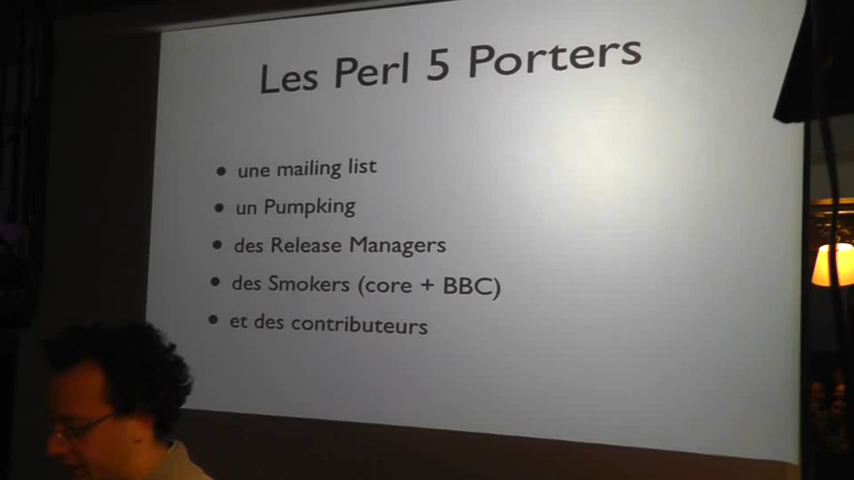 Les Perl 5 Porters
• une mailing list
• un Pumpking
• des Release Managers
• des Smokers (core + BBC)
• et des contributeurs